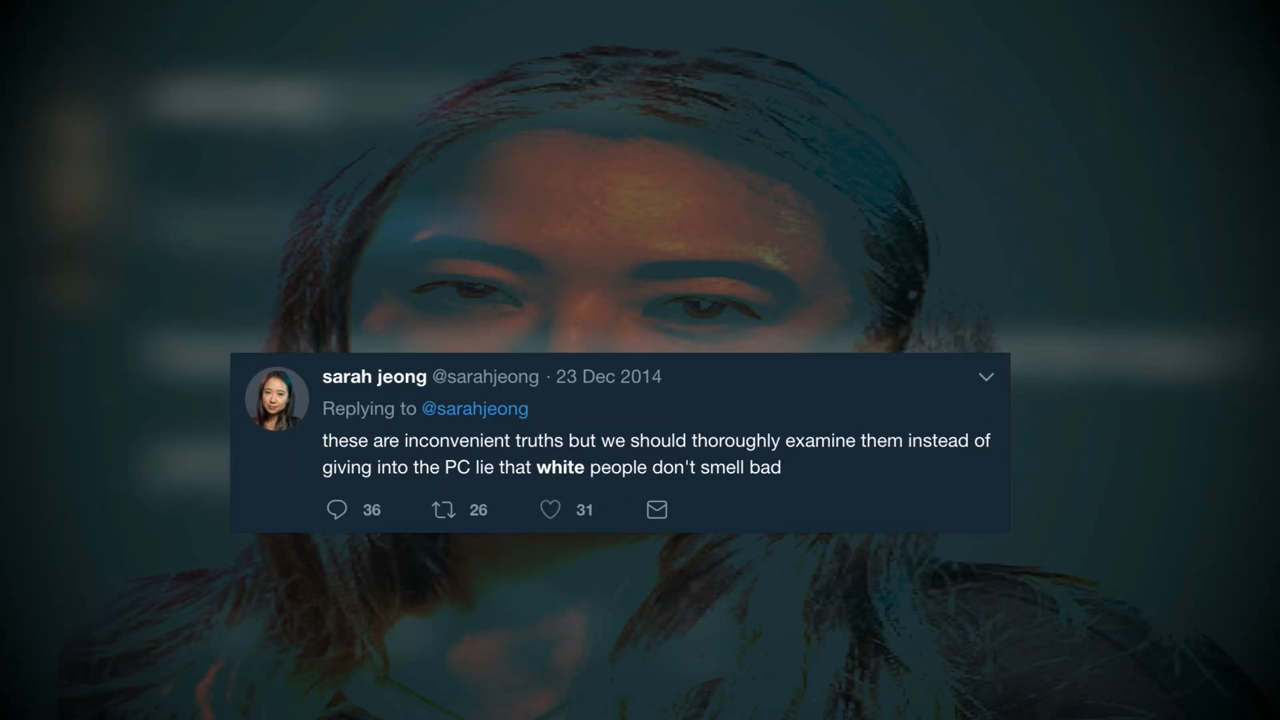 sarah jeong @sarahjeong · 23 Dec 2014
Replying to @sarahjeong
these are inconvenient truths but we should thoroughly examine them instead of
giving into the PC lie that white people don't smell bad
36 26 31